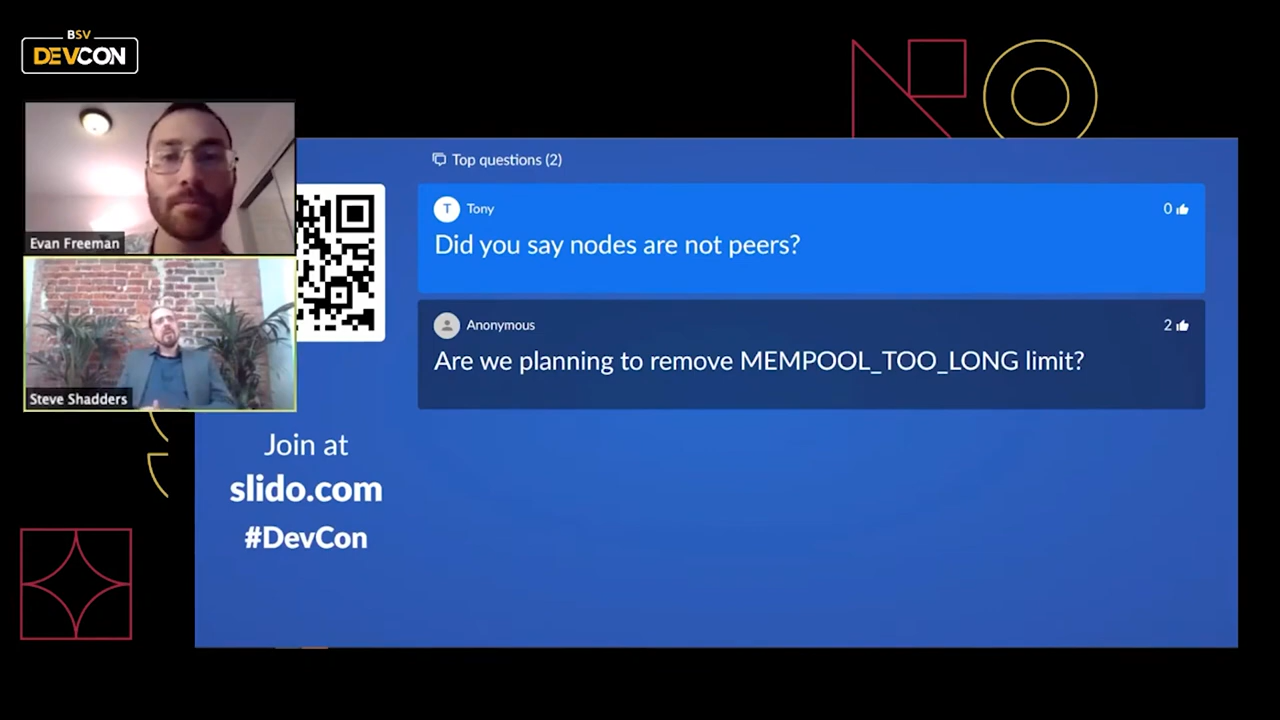 BSV
DEVCON
Evan Freeman
Steve Shadders
Join at
slido.com
#DevCon
Top questions (2)
T Tony 0
Did you say nodes are not peers?
Anonymous 2
Are we planning to remove MEMPOOL_TOO_LONG limit?